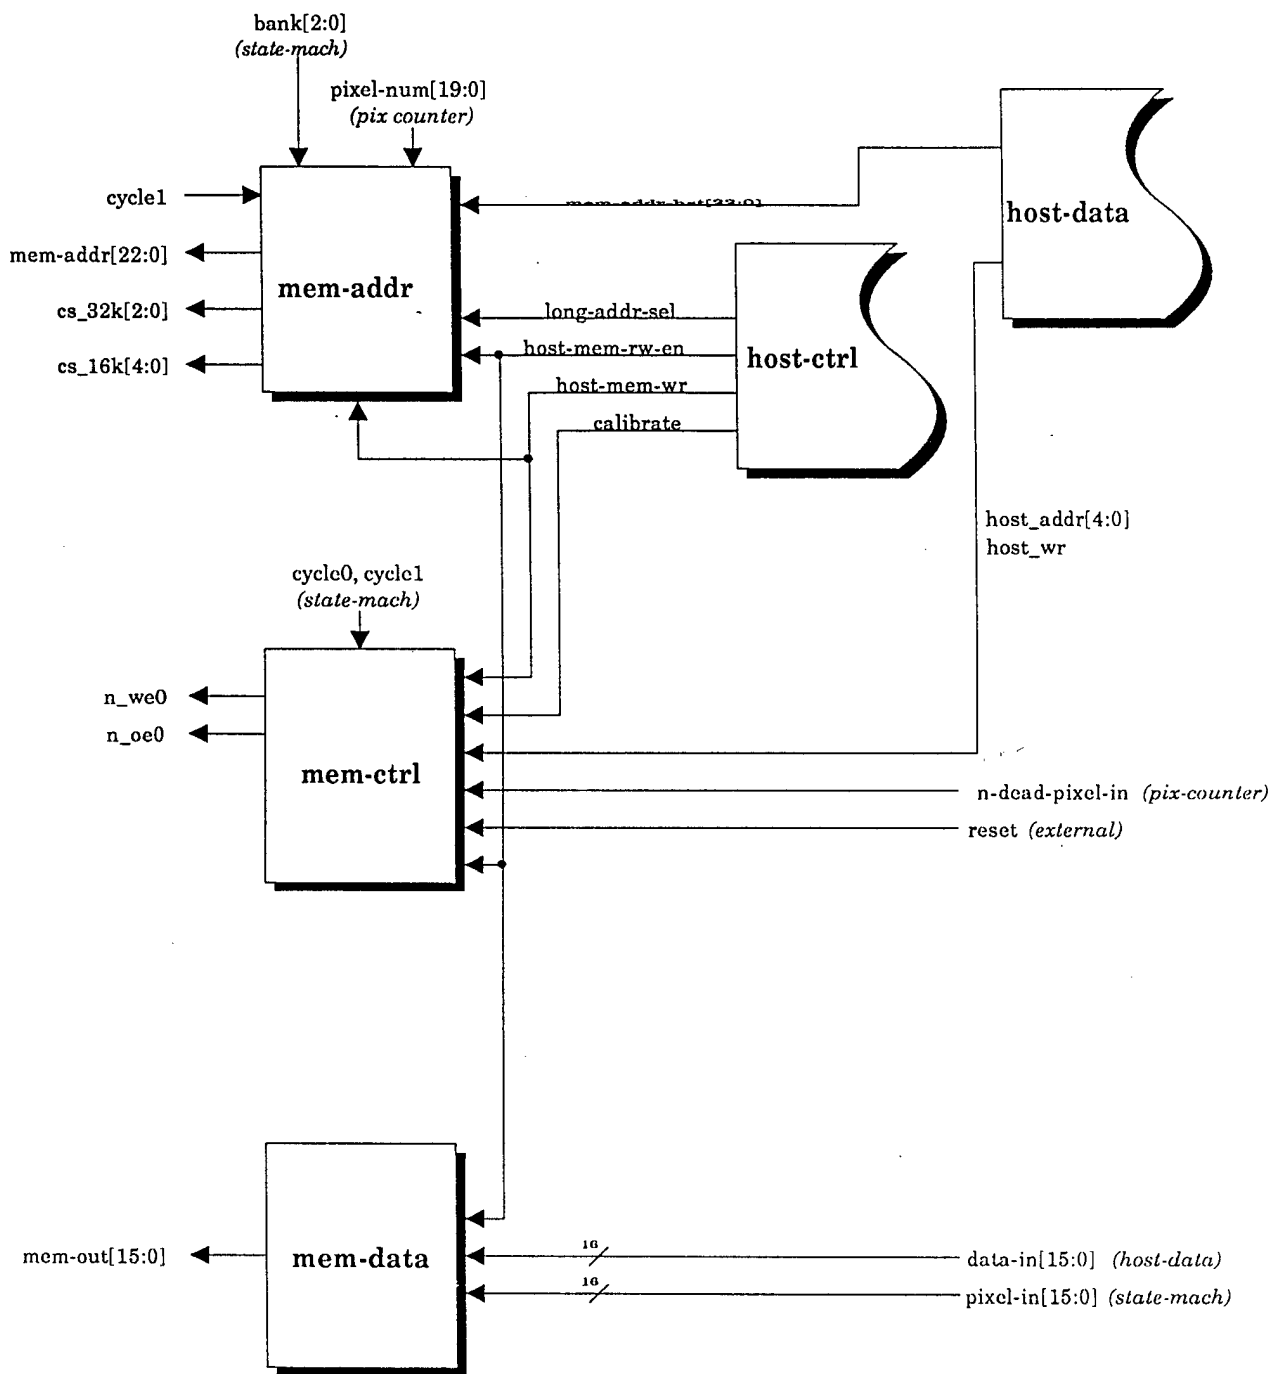 bank[2:0]
(state-mach)
pixel-num[19:0]
(pix counter)
cycle1
mem-addr[22:0]
mem-addr
host-data
cs_32k[2:0]
long-addr-sel
host-mem-rw-en
host-ctrl
cs_16k[4:0]
host-mem-wr
calibrate
host_addr[4:0]
host_wr
cycle0, cycle1
(state-mach)
n_we0
n_oe0
mem-ctrl
n-dead-pixel-in (pix-counter)
reset (external)
mem-out[15:0]
mem-data
16
data-in[15:0] (host-data)
16
pixel-in[15:0] (state-mach)